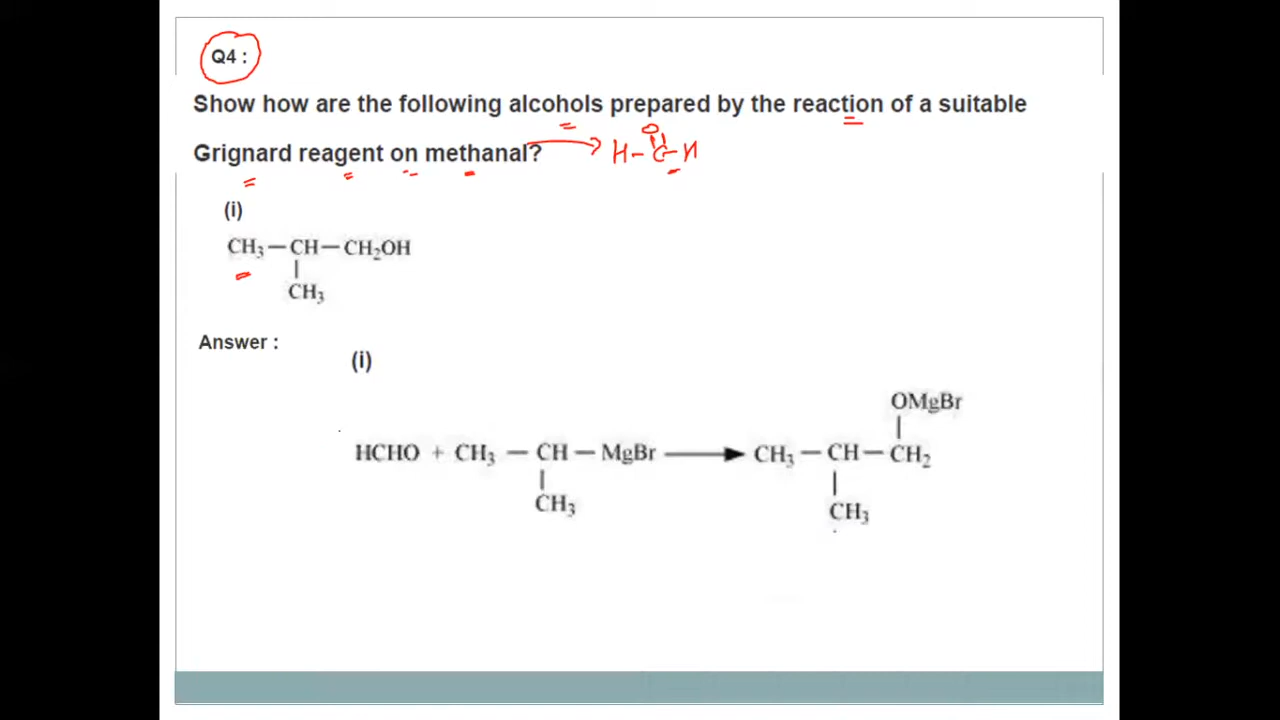 Q4 :
Show how are the following alcohols prepared by the reaction of a suitable
Grignard reagent on methanal?
O
H - C - H
(i)
CH₃ — CH — CH₂OH
|
CH₃
Answer :
(i)
OMgBr
|
HCHO + CH₃ — CH — MgBr ⟶ CH₃ — CH — CH₂
| |
CH₃ CH₃